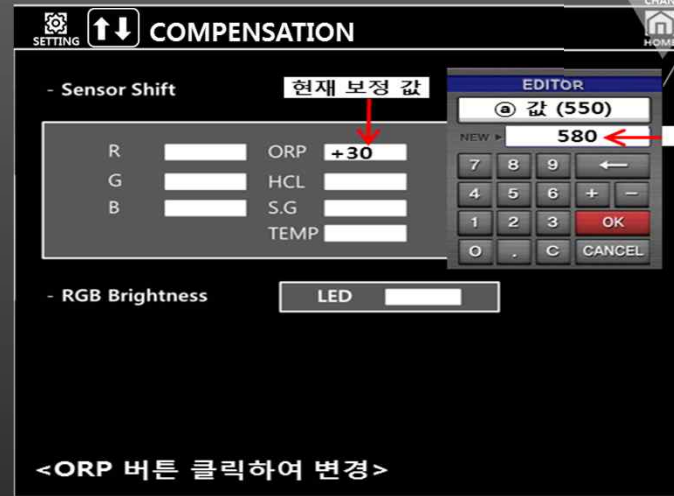 CHAN
SETTING
COMPENSATION
HOME
- Sensor Shift
현재 보정 값
EDITOR
ⓐ 값 (550)
NEW ▶ 580
R
ORP +30
G
HCL
B
S.G
TEMP
7 8 9 ←
4 5 6 + -
1 2 3 OK
0 . C CANCEL
- RGB Brightness
LED
<ORP 버튼 클릭하여 변경>